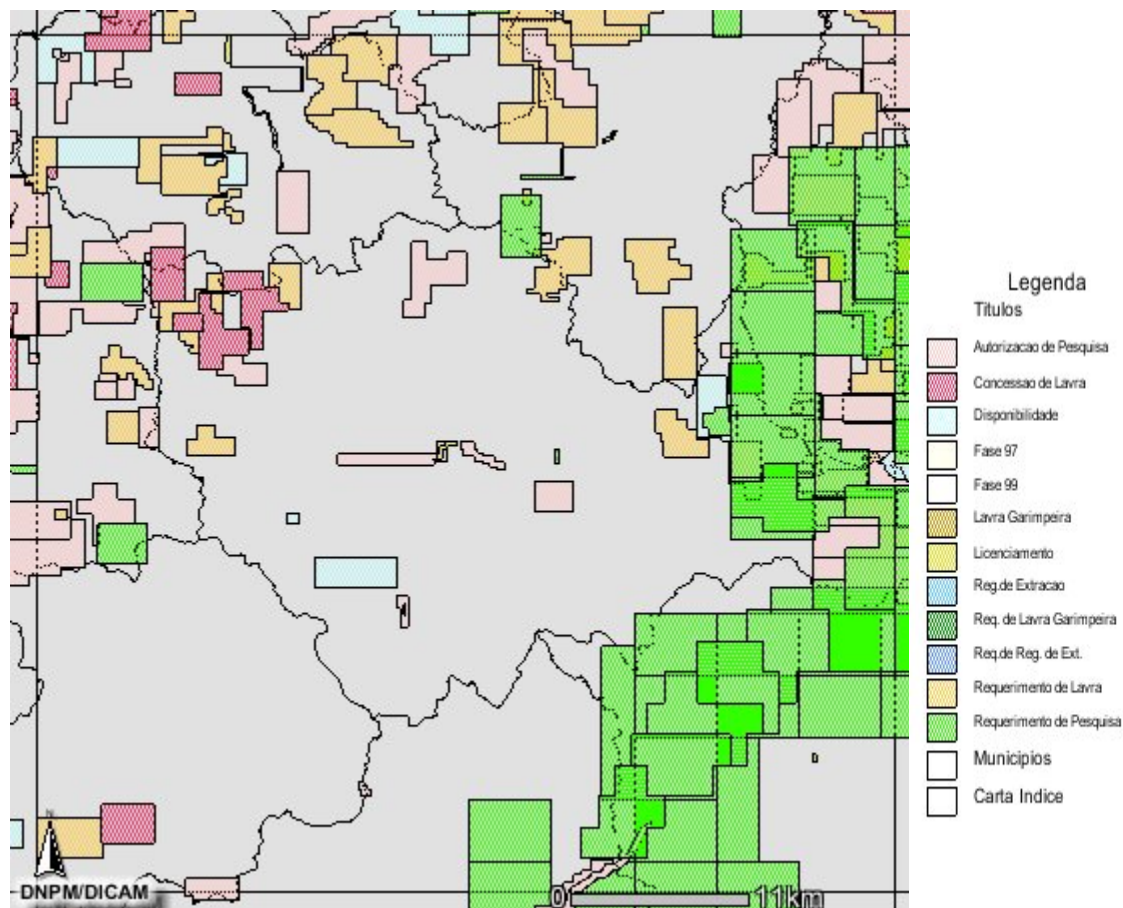 Legenda
Titulos
Autorizacao de Pesquisa
Concessao de Lavra
Disponibilidade
Fase 97
Fase 99
Lavra Garimpeira
Licenciamento
Reg.de Extracao
Req. de Lavra Garimpeira
Req.de Reg. de Ext.
Requerimento de Lavra
Requerimento de Pesquisa
Municipios
Carta Indice
N
DNPM/DICAM
0 11km